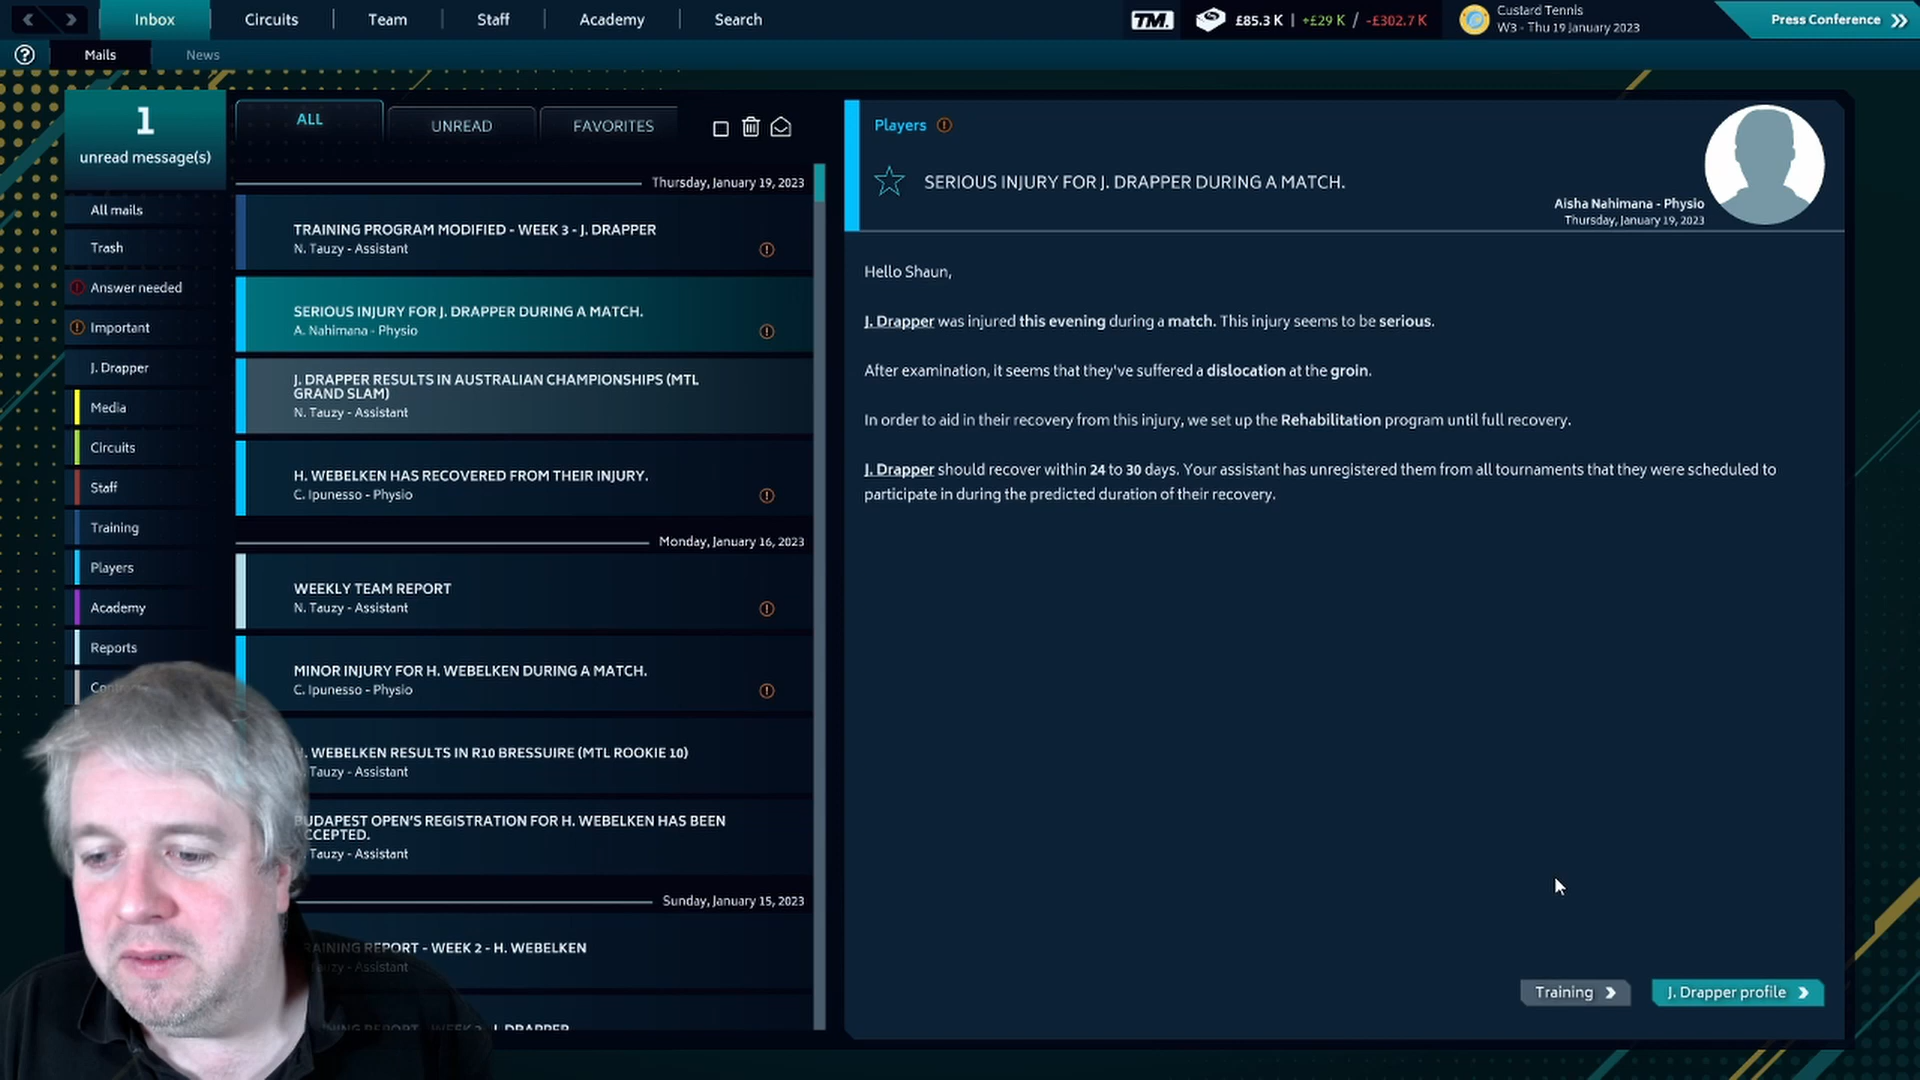 Inbox
Circuits
Team
Staff
Academy
Search
TM.
£85.3 K | +£29 K / -£302.7 K
Custard Tennis
W3 - Thu 19 January 2023
Press Conference
Mails
News
1
unread message(s)
All mails
Trash
Answer needed
Important
J. Drapper
Media
Circuits
Staff
Training
Players
Academy
Reports
ALL
UNREAD
FAVORITES
Thursday, January 19, 2023
TRAINING PROGRAM MODIFIED - WEEK 3 - J. DRAPPER
N. Tauzy - Assistant
SERIOUS INJURY FOR J. DRAPPER DURING A MATCH.
A. Nahimana - Physio
J. DRAPPER RESULTS IN AUSTRALIAN CHAMPIONSHIPS (MTL
GRAND SLAM)
N. Tauzy - Assistant
H. WEBELKEN HAS RECOVERED FROM THEIR INJURY.
C. Ipunesso - Physio
Monday, January 16, 2023
WEEKLY TEAM REPORT
N. Tauzy - Assistant
MINOR INJURY FOR H. WEBELKEN DURING A MATCH.
C. Ipunesso - Physio
WEBELKEN RESULTS IN R10 BRESSUIRE (MTL ROOKIE 10)
Tauzy - Assistant
BUDAPEST OPEN'S REGISTRATION FOR H. WEBELKEN HAS BEEN
ACCEPTED.
Tauzy - Assistant
Sunday, January 15, 2023
TRAINING REPORT - WEEK 2 - H. WEBELKEN
Tauzy - Assistant
Players
SERIOUS INJURY FOR J. DRAPPER DURING A MATCH.
Aisha Nahimana - Physio
Thursday, January 19, 2023
Hello Shaun,
J. Drapper was injured this evening during a match. This injury seems to be serious.
After examination, it seems that they've suffered a dislocation at the groin.
In order to aid in their recovery from this injury, we set up the Rehabilitation program until full recovery.
J. Drapper should recover within 24 to 30 days. Your assistant has unregistered them from all tournaments that they were scheduled to
participate in during the predicted duration of their recovery.
Training
J. Drapper profile